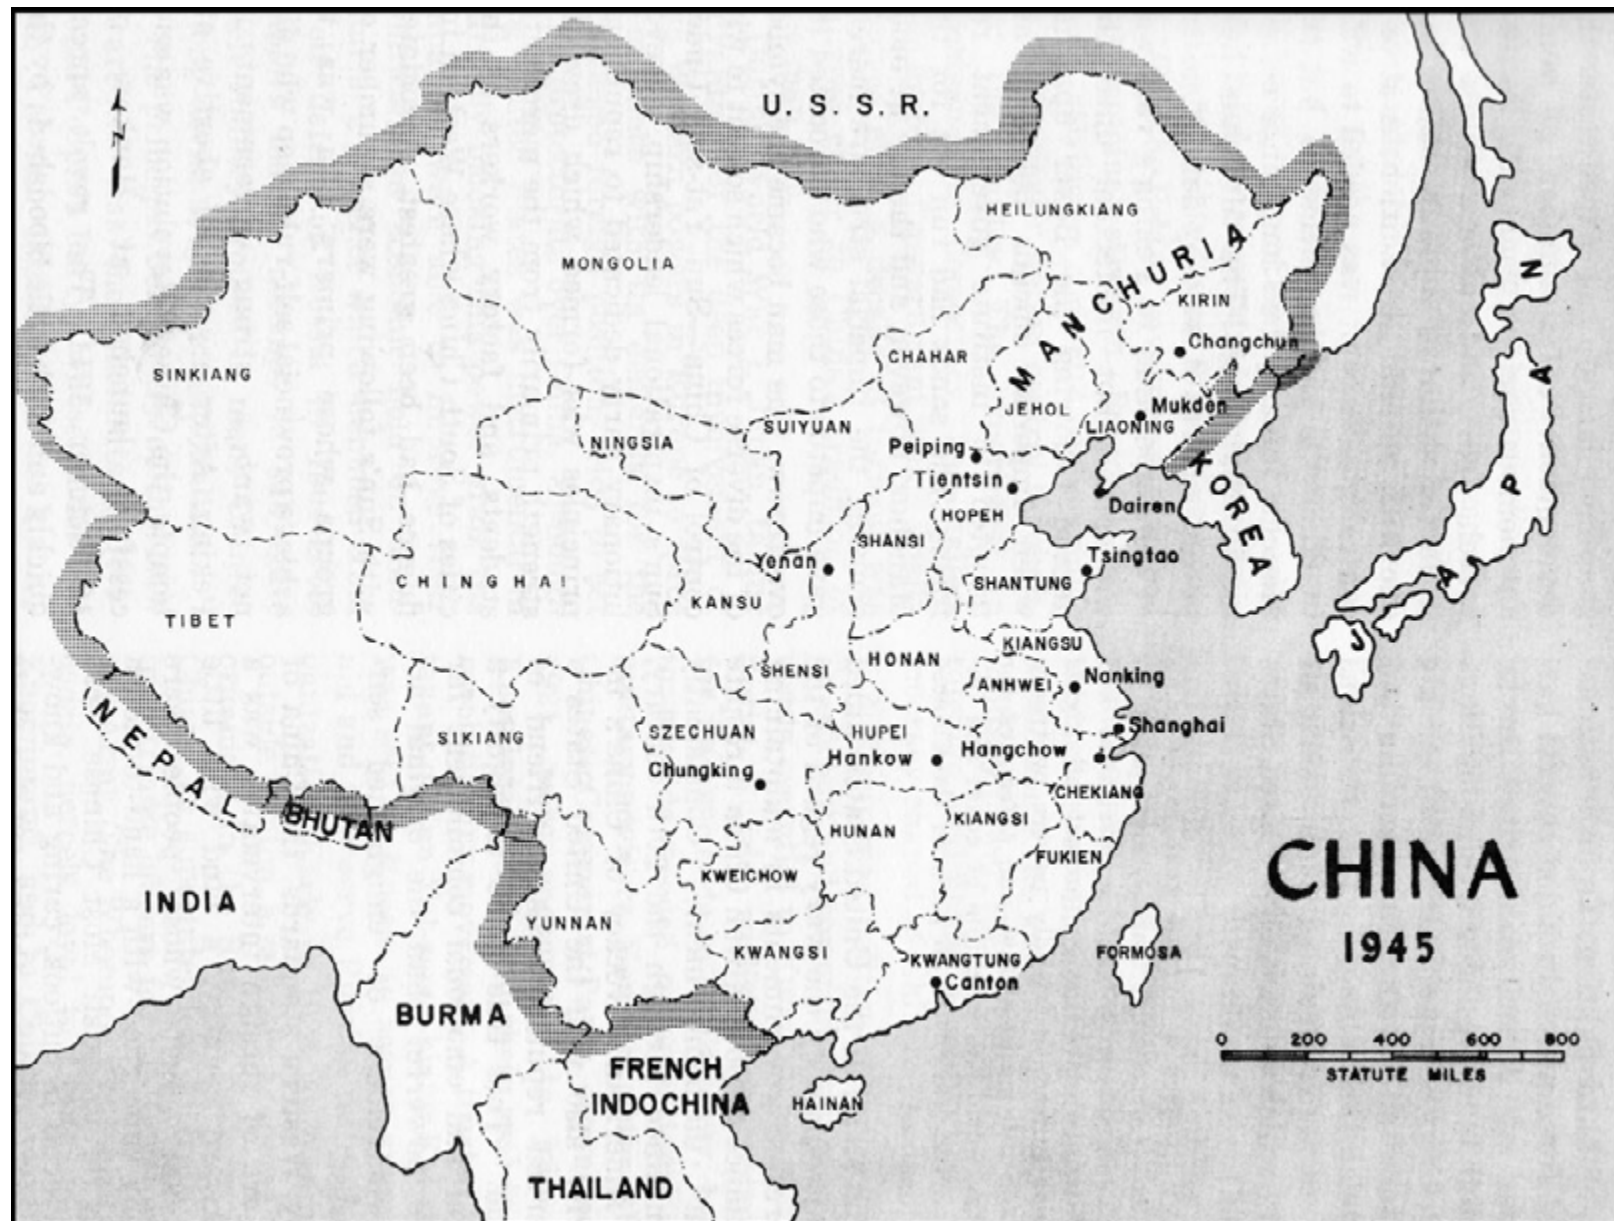 U. S. S. R.
N
HEILUNGKIANG
MONGOLIA
MANCHURIA
KIRIN
Changchun
CHAHAR
SINKIANG
JEHOL
Mukden
LIAONING
SUIYUAN
NINGSIA
Peiping
Tientsin
KOREA
JAPAN
Dairen
HOPEH
SHANSI
Tsingtao
Yenan
CHINGHAI
SHANTUNG
KANSU
TIBET
KIANGSU
HONAN
SHENSI
ANHWEI
Nanking
NEPAL
SIKIANG
SZECHUAN
HUPEI
Shanghai
Hangchow
Hankow
Chungking
CHEKIANG
BHUTAN
HUNAN
KIANGSI
FUKIEN
KWEICHOW
CHINA
1945
INDIA
YUNNAN
KWANGSI
KWANGTUNG
FORMOSA
Canton
BURMA
0 200 400 600 800
STATUTE MILES
FRENCH
INDOCHINA
HAINAN
THAILAND